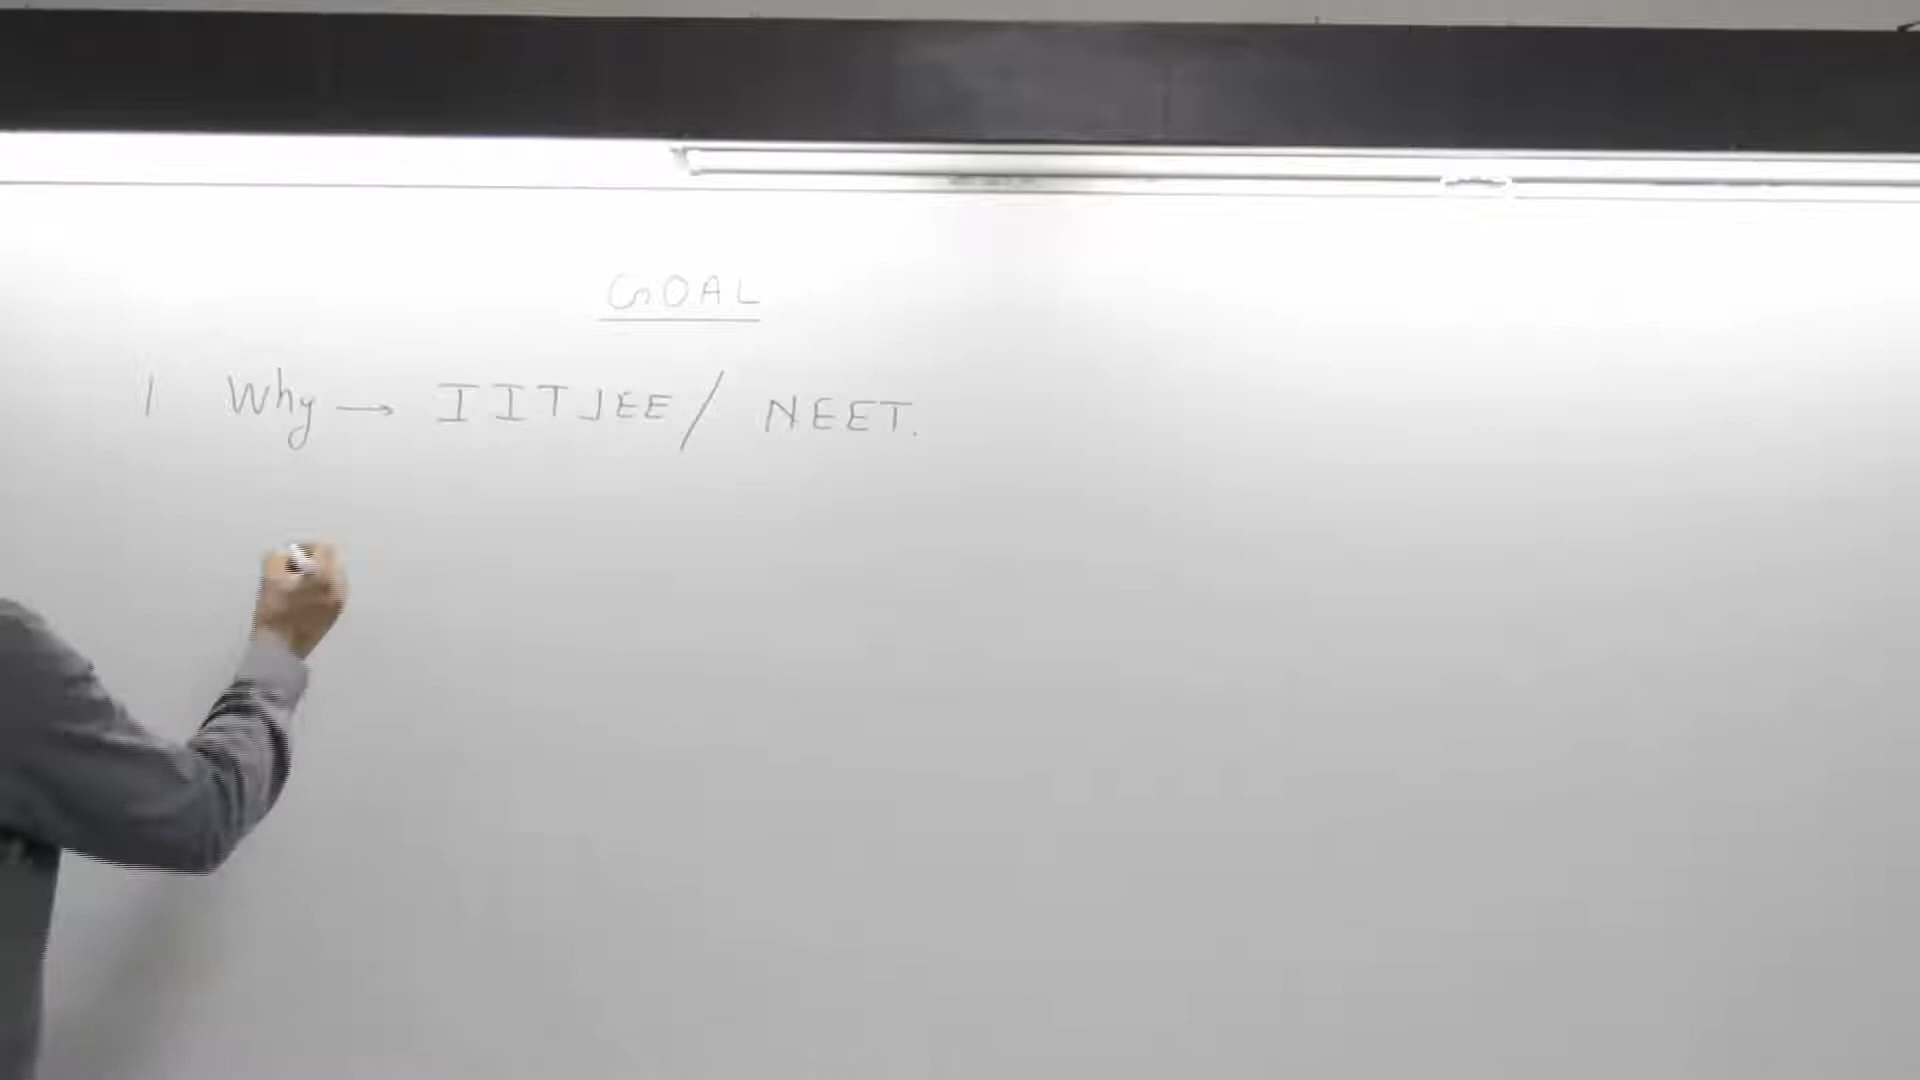 GOAL
1 Why → IITJEE / NEET.